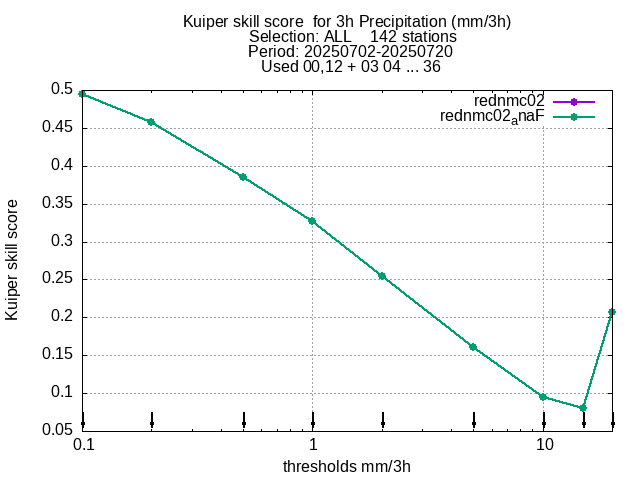 Kuiper skill score  for 3h Precipitation (mm/3h)
Selection: ALL    142 stations
Period: 20250702-20250720
Used 00,12 + 03 04 ... 36
rednmc02
rednmc02anaF
0.5
0.45
0.4
0.35
0.3
0.25
0.2
0.15
0.1
0.05
Kuiper skill score
0.1 1 10
thresholds mm/3h